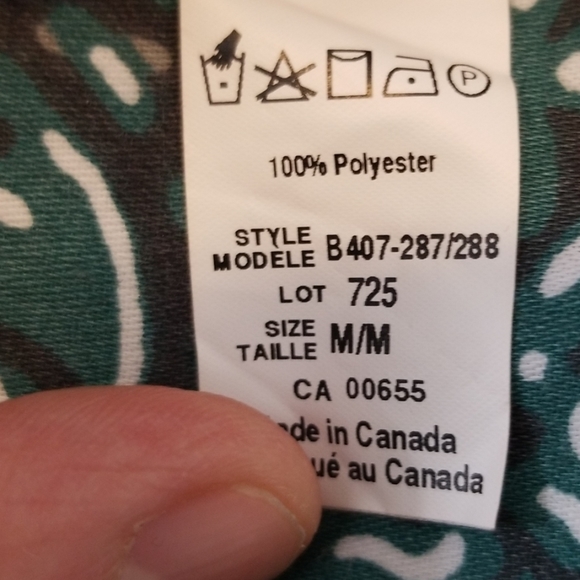 P
100% Polyester
STYLE
MODELE B407-287/288
LOT 725
SIZE
TAILLE M/M
CA 00655
in Canada
au Canada